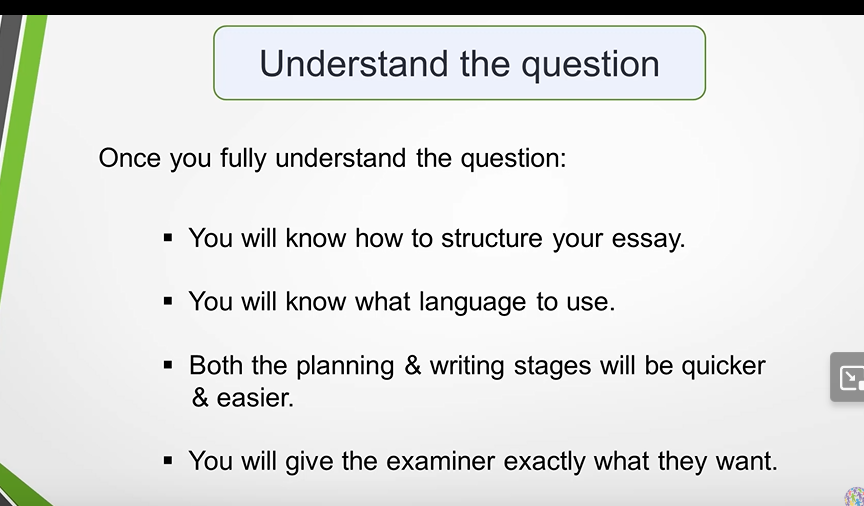 Understand the question
Once you fully understand the question:
▪ You will know how to structure your essay.
▪ You will know what language to use.
▪ Both the planning & writing stages will be quicker
& easier.
▪ You will give the examiner exactly what they want.